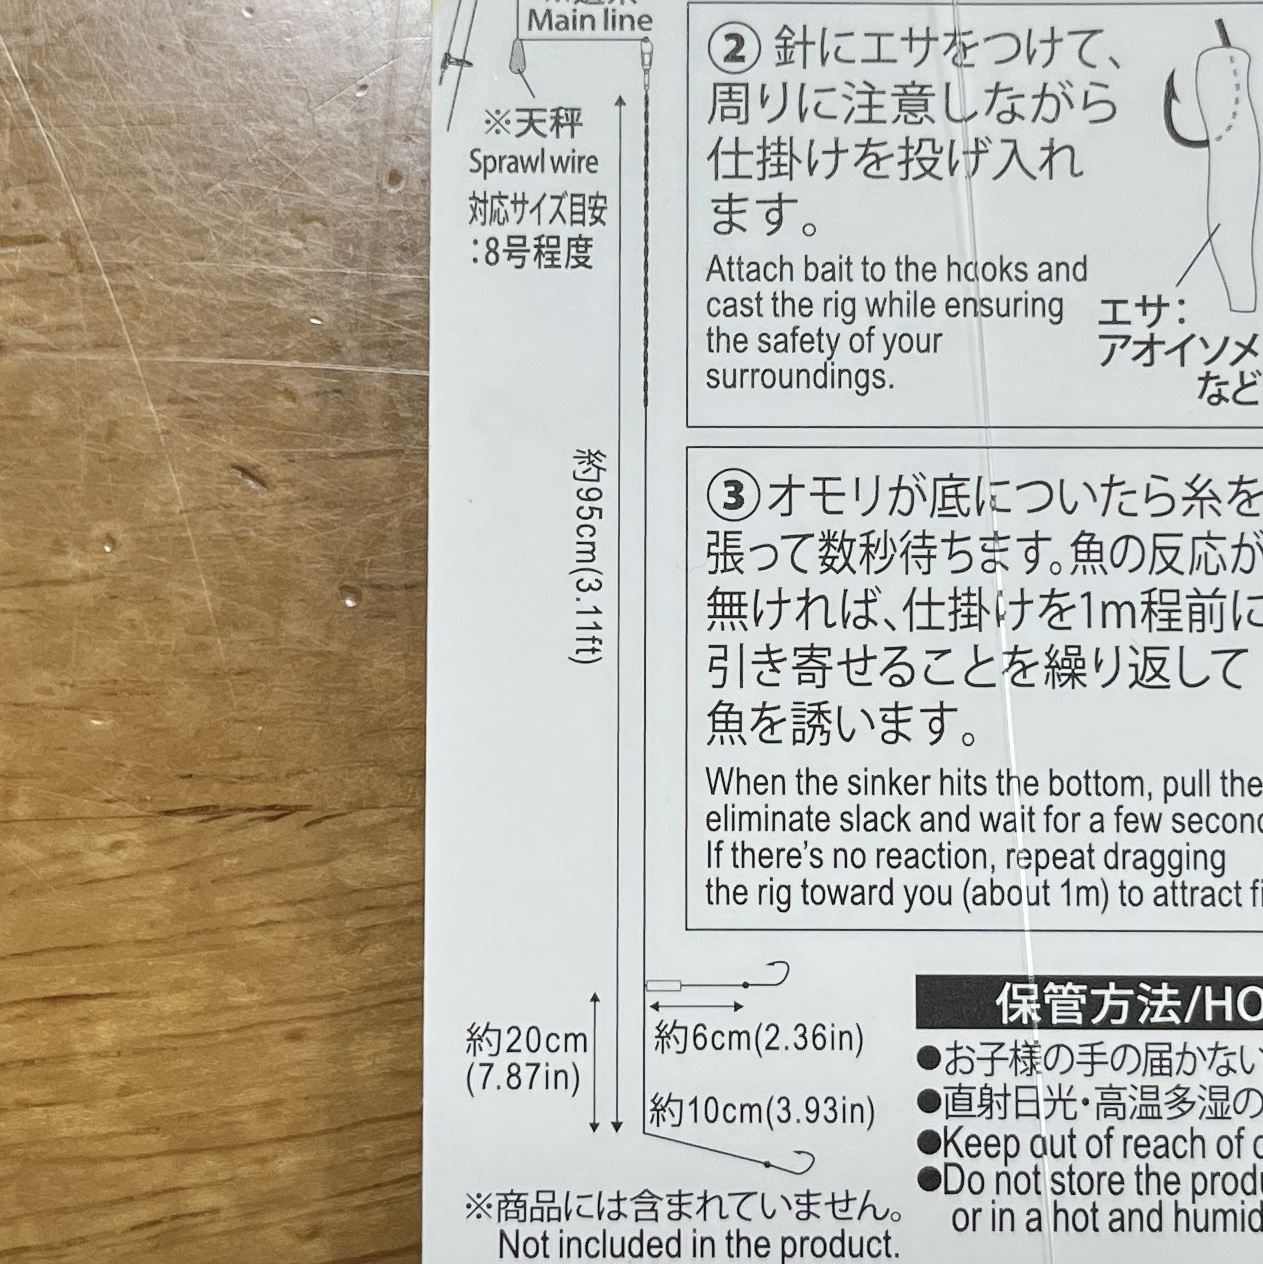 Main line
※天秤
Sprawl wire
対応サイズ目安
:8号程度
約95cm(3.11ft)
約20cm
(7.87in)
約6cm(2.36in)
約10cm(3.93in)
※商品には含まれていません。
Not included in the product.
②針にエサをつけて、
周りに注意しながら
仕掛けを投げ入れ
ます。
Attach bait to the hooks and
cast the rig while ensuring
the safety of your
surroundings.
エサ:
アオイソメ
など
③オモリが底についたら糸を
張って数秒待ちます。魚の反応が
無ければ、仕掛けを1m程前に
引き寄せることを繰り返して
魚を誘います。
When the sinker hits the bottom, pull the
eliminate slack and wait for a few
If there's no reaction, repeat dragging
the rig toward you (about 1m) to attract
保管方法/HO
●お子様の手の届かない
●直射日光・高温多湿の
●Keep out of reach of
●Do not store the
or in a hot and humid